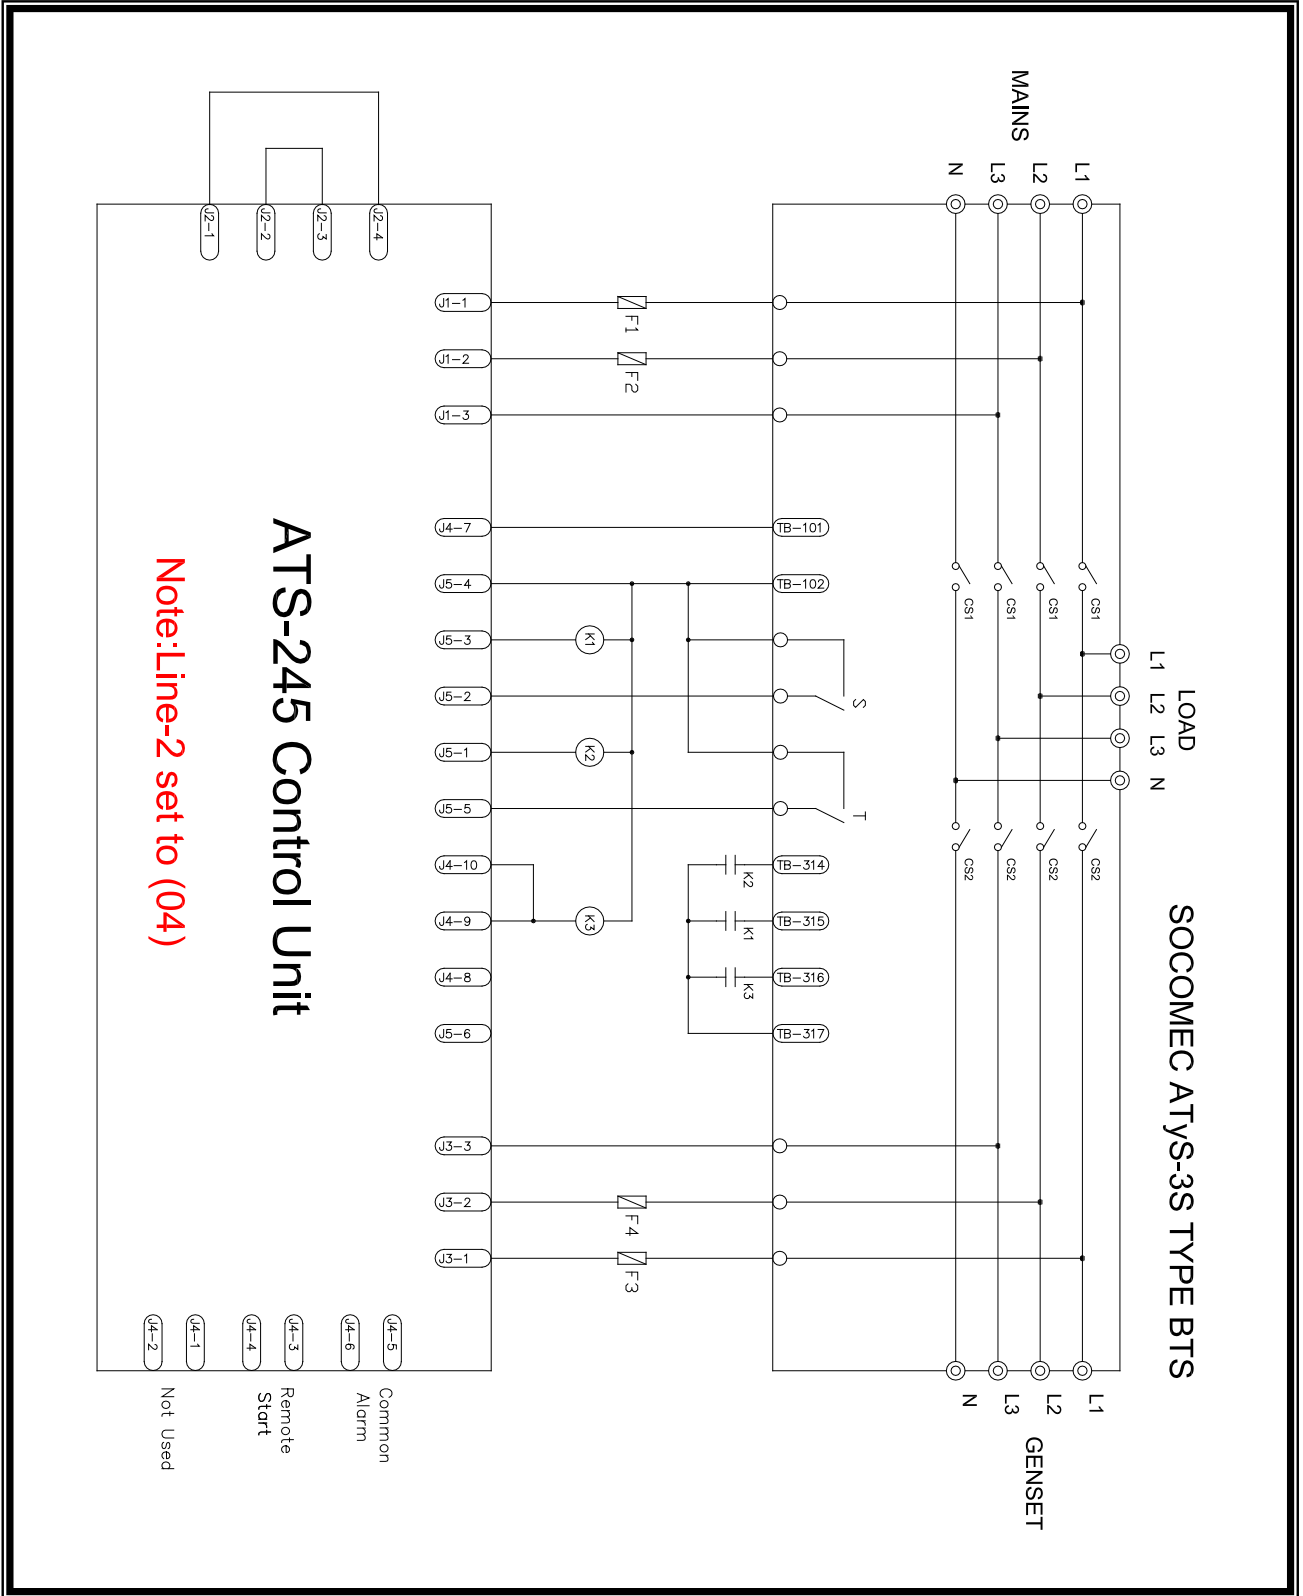 SOCOMEC ATyS-3S TYPE BTS
LOAD
L1 L2 L3 N
MAINS
GENSET
L1
L1
L2
L2
L3
L3
N
N
CS1
CS2
CS1
CS2
CS1
CS2
CS1
CS2
TB-101
TB-102
S
T
TB-314
TB-315
TB-316
TB-317
K2
K1
K3
F1
F2
F4
F3
K1
K2
K3
J1-1
J1-2
J1-3
J4-7
J5-4
J5-3
J5-2
J5-1
J5-5
J4-10
J4-9
J4-8
J5-6
J3-3
J3-2
J3-1
J2-4
J2-3
J2-2
J2-1
ATS-245 Control Unit
Note:Line-2 set to (04)
J4-5
J4-6
J4-3
J4-4
J4-1
J4-2
Common
Alarm
Remote
Start
Not Used